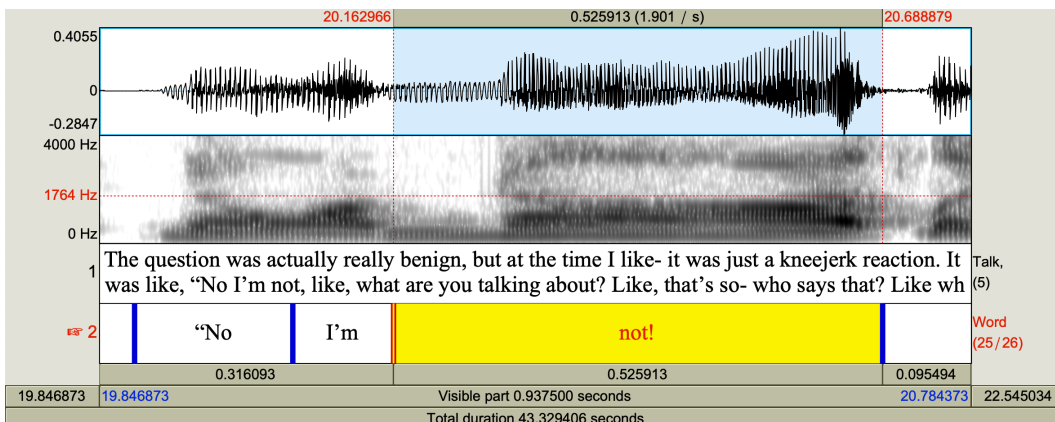 20.162966 0.525913 (1.901 / s) 20.688879
0.4055
0
-0.2847
4000 Hz
1764 Hz
0 Hz
1 The question was actually really benign, but at the time I like- it was just a kneejerk reaction. It Talk,
was like, “No I’m not, like, what are you talking about? Like, that’s so- who says that? Like wh (5)
☞ 2 “No I’m not! Word
(25/26)
0.316093 0.525913 0.095494
19.846873 19.846873 Visible part 0.937500 seconds 20.784373 22.545034
Total duration 43.329406 seconds